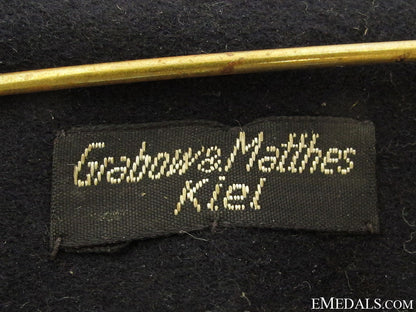 Grabow & Matthes
Kiel
EMEDALS.COM